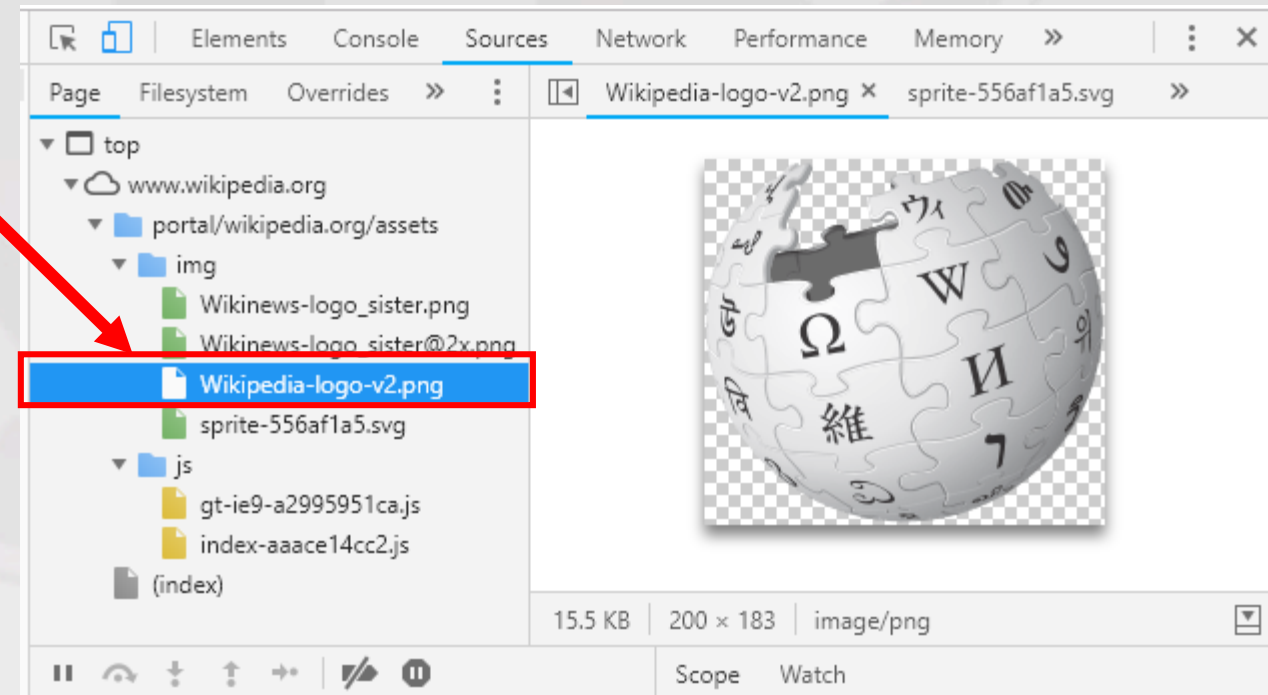 Elements Console Sources Network Performance Memory »
Page Filesystem Overrides »
Wikipedia-logo-v2.png × sprite-556af1a5.svg »
top
www.wikipedia.org
portal/wikipedia.org/assets
img
Wikinews-logo_sister.png
Wikinews-logo_sister@2x.png
Wikipedia-logo-v2.png
sprite-556af1a5.svg
js
gt-ie9-a2995951ca.js
index-aaace14cc2.js
(index)
ウィ
W
Ω
И
維
15.5 KB 200 × 183 image/png
Scope Watch